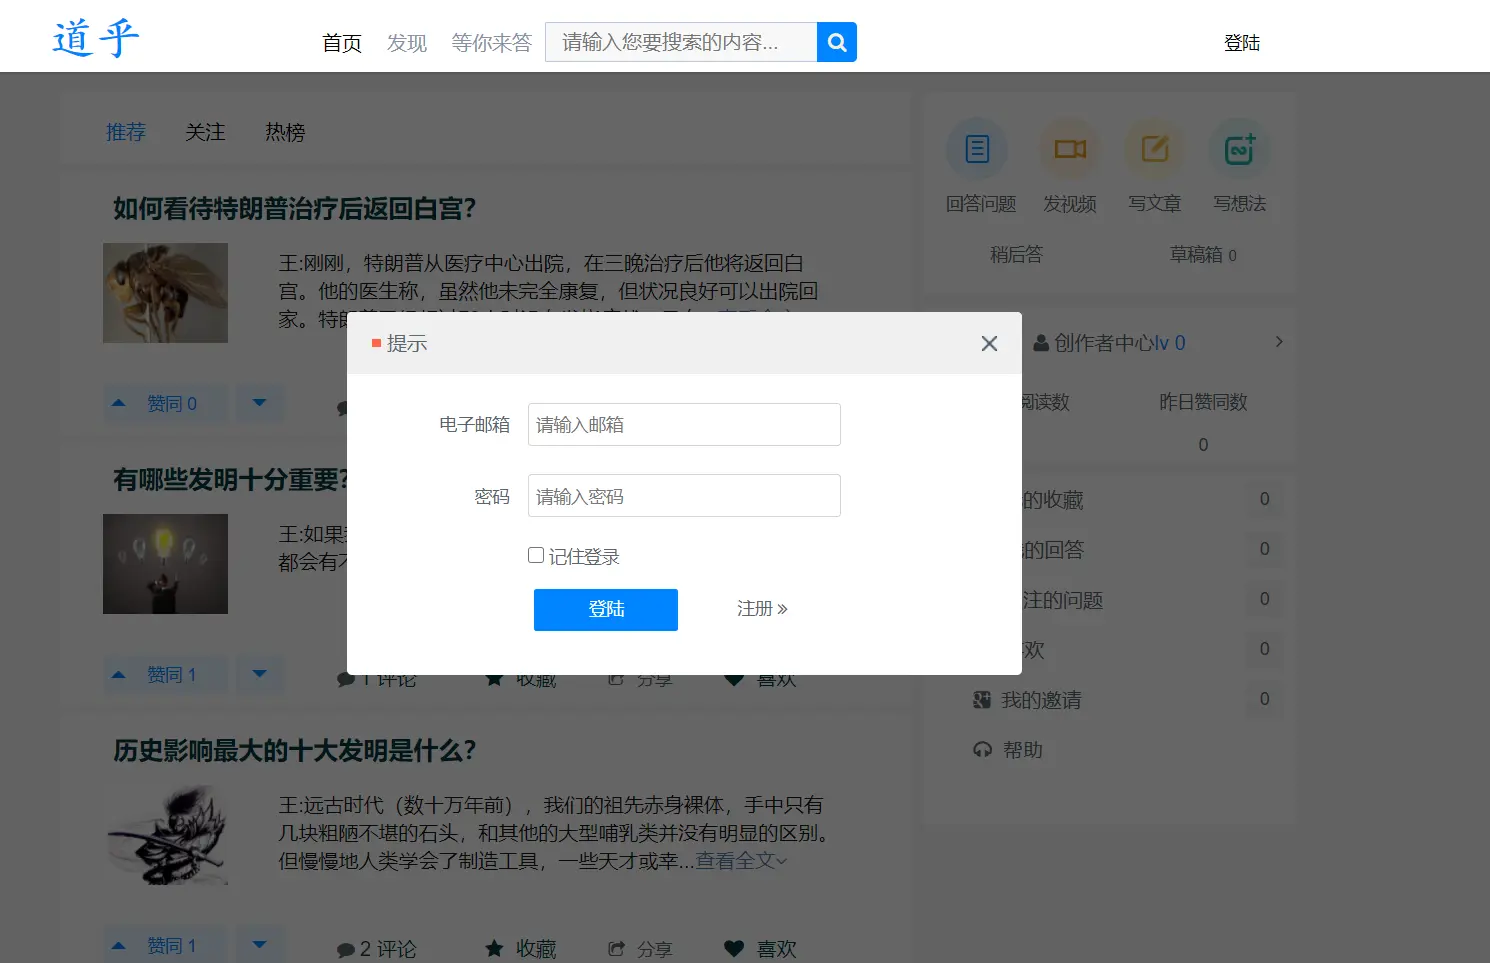 道乎
首页 发现 等你来答 请输入您要搜索的内容... 登陆
推荐 关注 热榜
如何看待特朗普治疗后返回白宫？
王:刚刚，特朗普从医疗中心出院，在三晚治疗后他将返回白
宫。他的医生称，虽然他未完全康复，但状况良好可以出院回
家。特朗
赞同 0
有哪些发明十分重要?
王:如果
都会有
赞同 1
1 评论 收藏 分享 喜欢
历史影响最大的十大发明是什么？
王:远古时代（数十万年前），我们的祖先赤身裸体，手中只有
几块粗陋不堪的石头，和其他的大型哺乳类并没有明显的区别。
但慢慢地人类学会了制造工具，一些天才或幸...查看全文
赞同 1
2 评论 收藏 分享 喜欢
提示
电子邮箱 请输入邮箱
密码 请输入密码
记住登录
登陆 注册 »
回答问题 发视频 写文章 写想法
稍后答 草稿箱 0
创作者中心lv 0
阅读数 昨日赞同数
0
的收藏 0
的回答 0
注的问题 0
欢 0
我的邀请 0
帮助